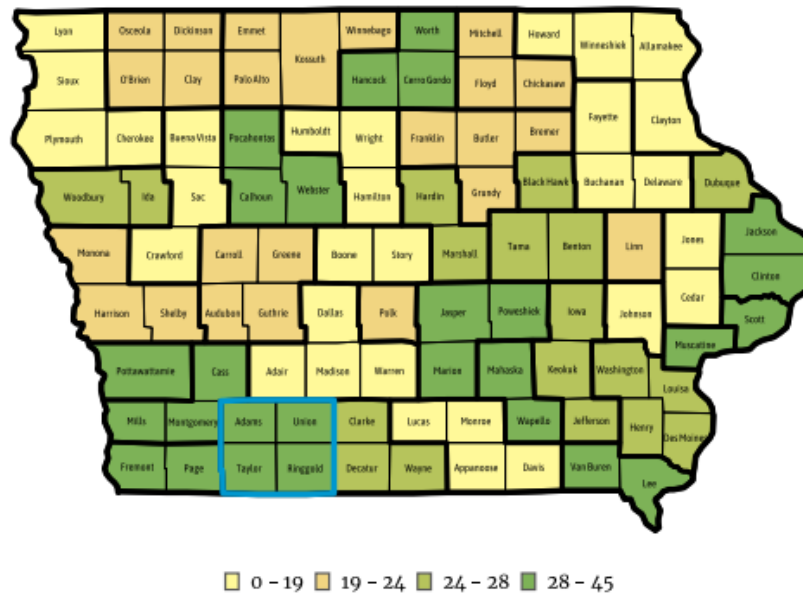 Lyon Osceola Dickinson Emmet Winnebago Worth Mitchell Howard Winneshiek Allamakee
Kossuth
Sioux O'Brien Clay Polo Alto Hancock Cerro Gordo Floyd Chickasaw
Plymouth Cherokee Buena Vista Pocahontas Humboldt Wright Franklin Butler Bremer Fayette Clayton
Woodbury Ida Sac Calhoun Webster Hamilton Hardin Grundy Black Hawk Buchanan Delaware Dubuque
Monona Crawford Carroll Greene Boone Story Marshall Tama Benton Linn Jones Jackson
Clinton
Harrison Shelby Audubon Guthrie Dallas Polk Jasper Poweshiek Iowa Johnson Cedar Scott
Muscatine
Pottawattamie Cass Adair Madison Warren Marion Mahaska Keokuk Washington Louisa
Mills Montgomery Adams Union Clarke Lucas Monroe Wapello Jefferson Henry Des Moines
Fremont Page Taylor Ringgold Decatur Wayne Appanoose Davis Van Buren Lee
0 - 19 19 - 24 24 - 28 28 - 45